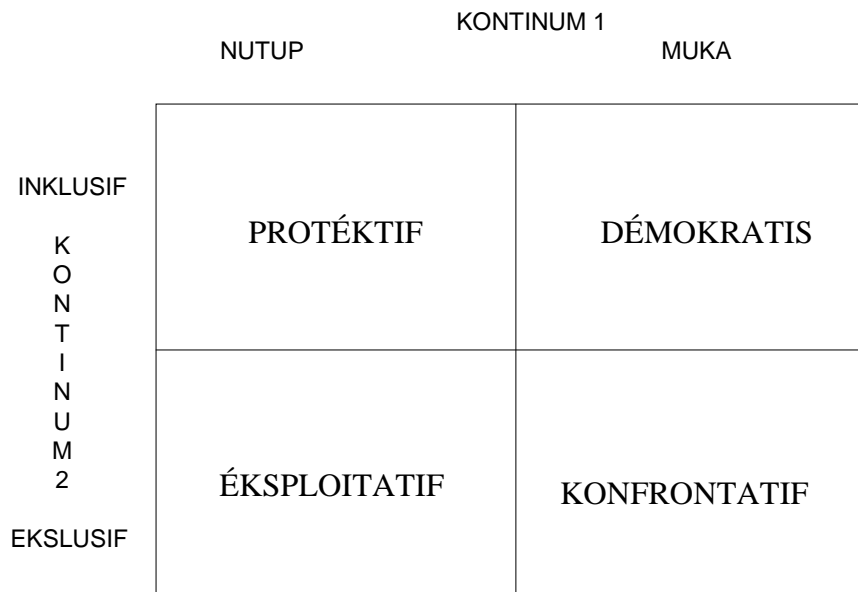 KONTINUM 1
NUTUP MUKA
INKLUSIF
PROTÉKTIF DÉMOKRATIS
K
O
N
T
I
N
U
M
2
ÉKSPLOITATIF KONFRONTATIF
EKSLUSIF